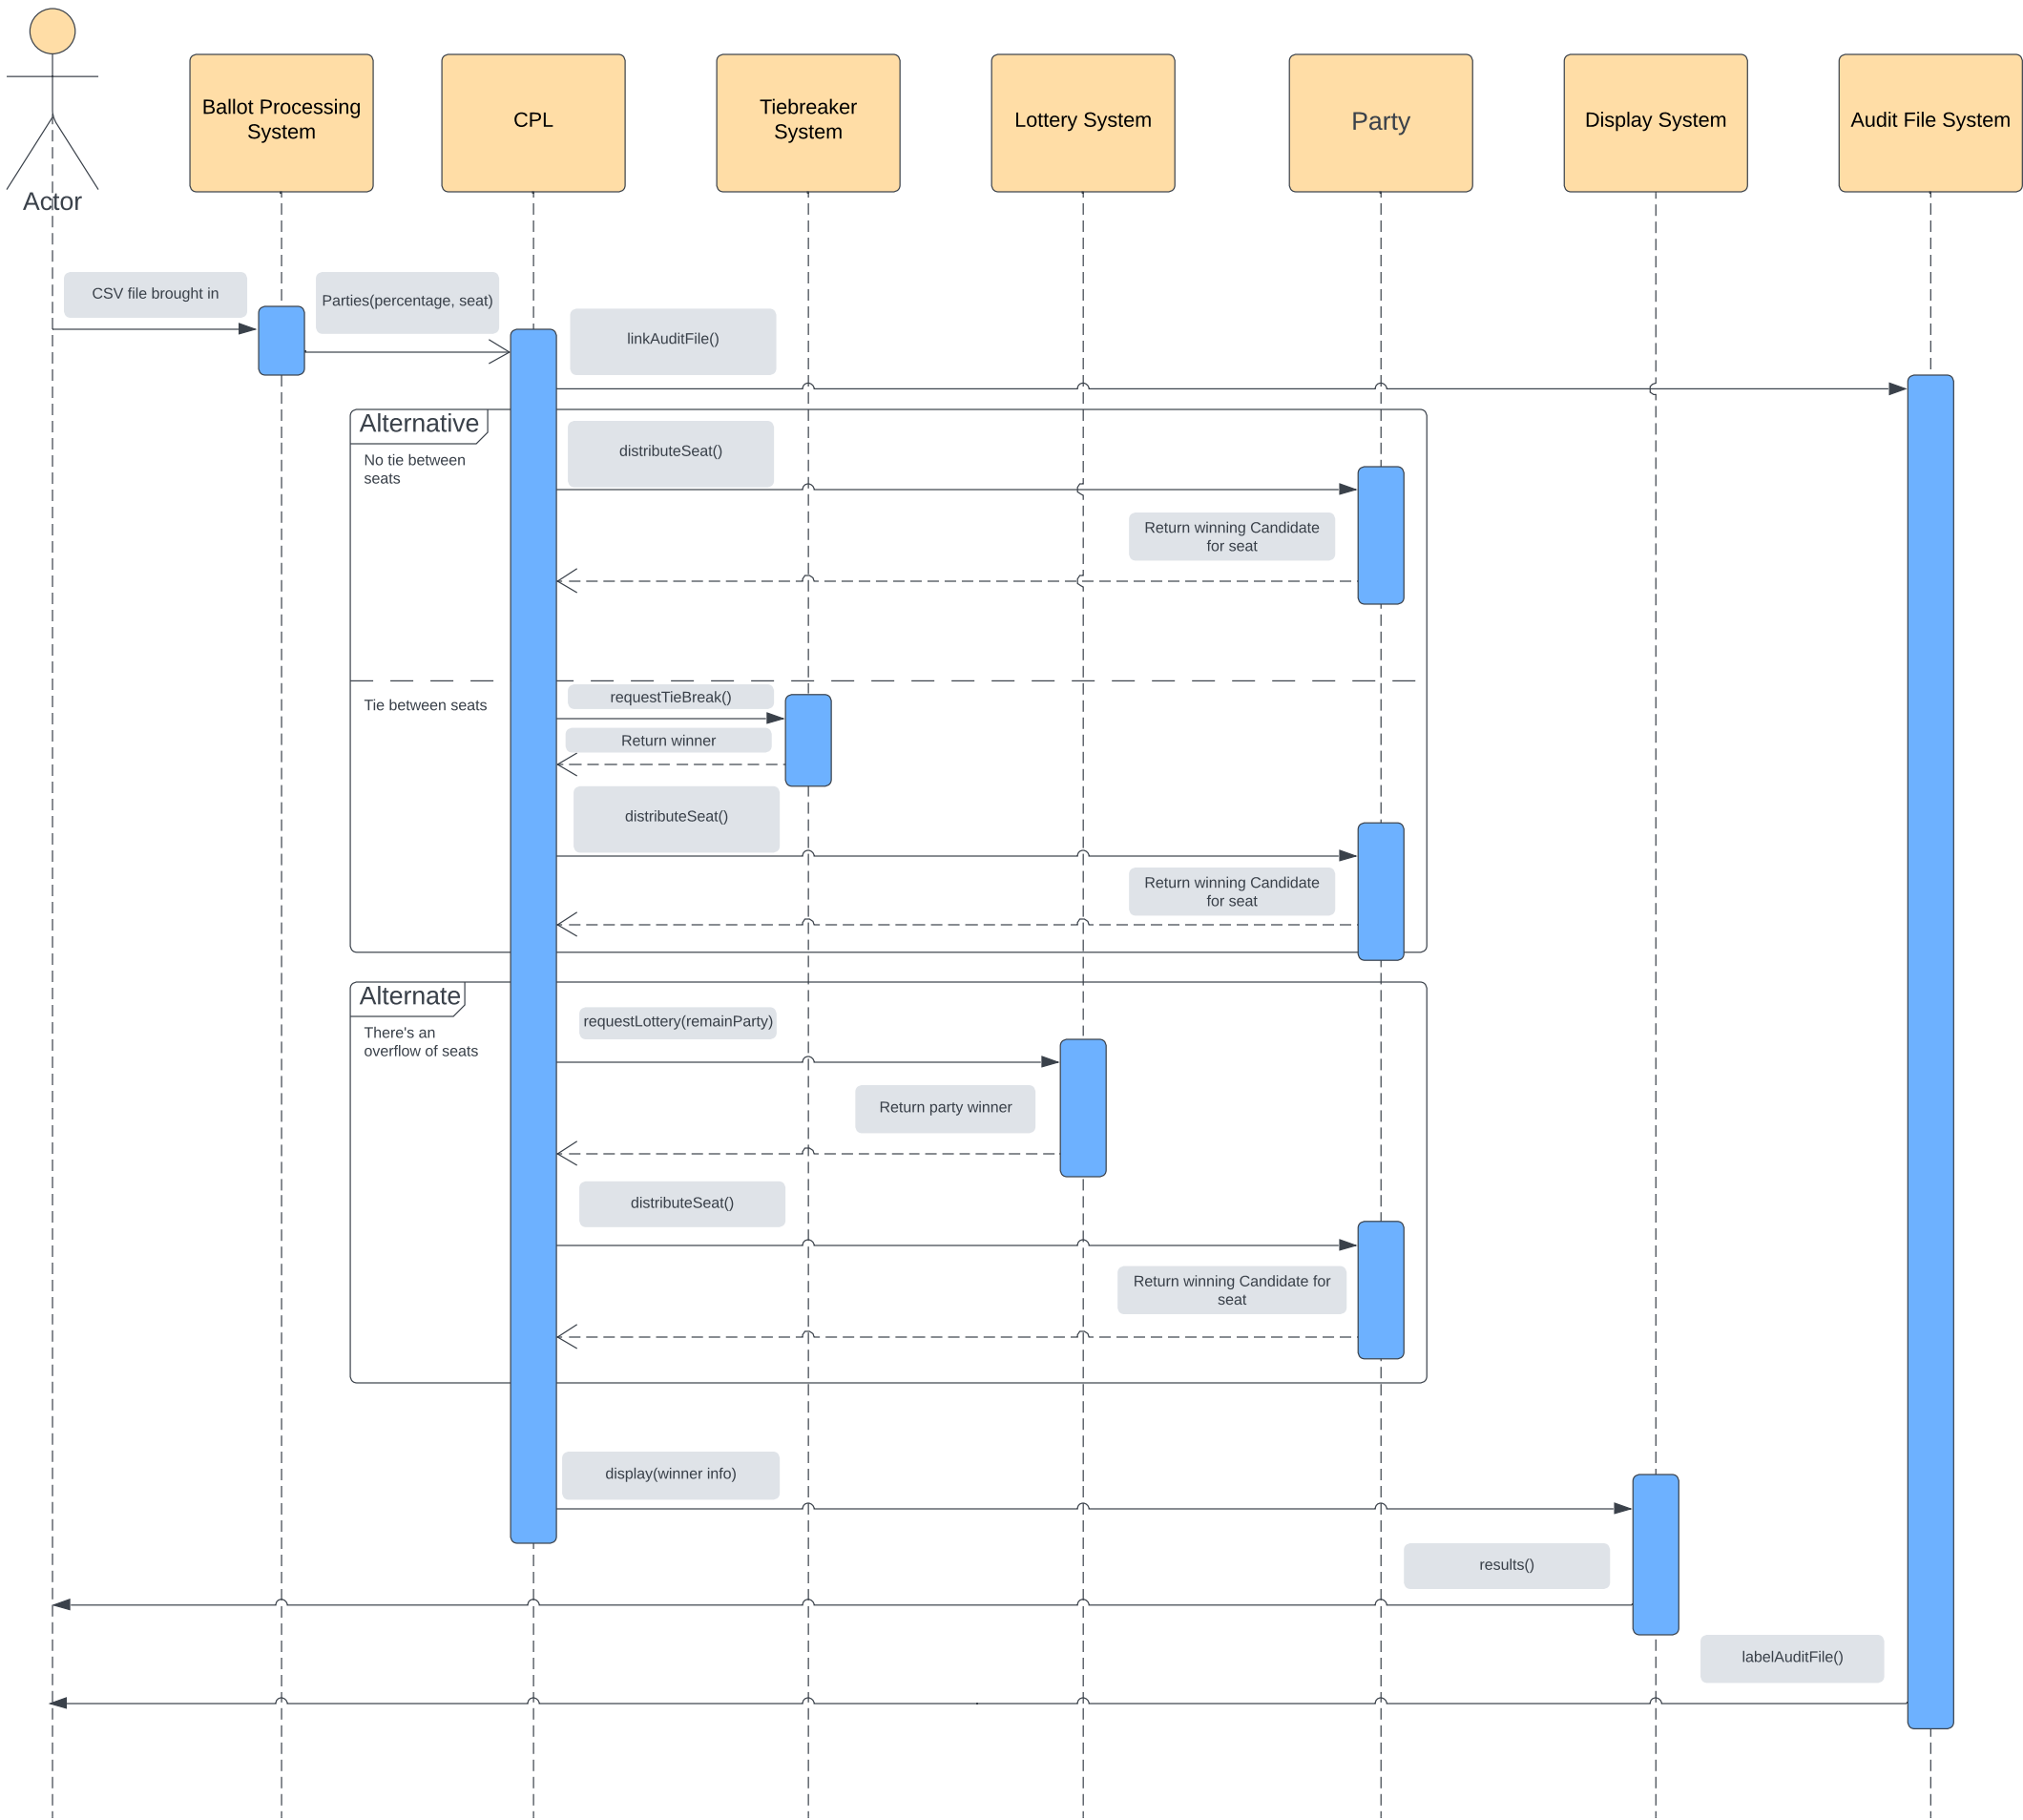 Actor
Ballot Processing
System
CPL
Tiebreaker
System
Lottery System
Party
Display System
Audit File System
CSV file brought in
Parties(percentage, seat)
linkAuditFile()
Alternative
No tie between
seats
distributeSeat()
Return winning Candidate
for seat
Tie between seats
requestTieBreak()
Return winner
distributeSeat()
Return winning Candidate
for seat
Alternate
There's an
overflow of seats
requestLottery(remainParty)
Return party winner
distributeSeat()
Return winning Candidate for
seat
display(winner info)
results()
labelAuditFile()